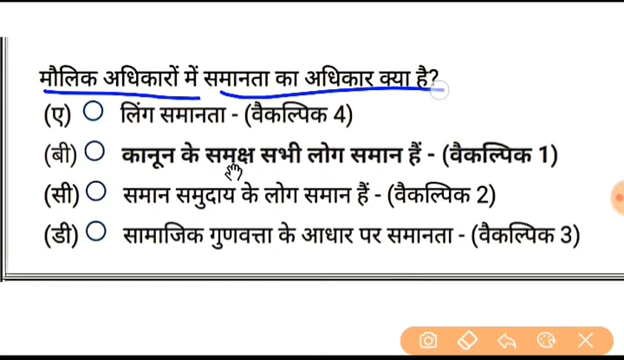 मौलिक अधिकारों में समानता का अधिकार क्या है?
(ए) लिंग समानता - (वैकल्पिक 4)
(बी) कानून के समक्ष सभी लोग समान हैं - (वैकल्पिक 1)
(सी) समान समुदाय के लोग समान हैं - (वैकल्पिक 2)
(डी) सामाजिक गुणवत्ता के आधार पर समानता - (वैकल्पिक 3)